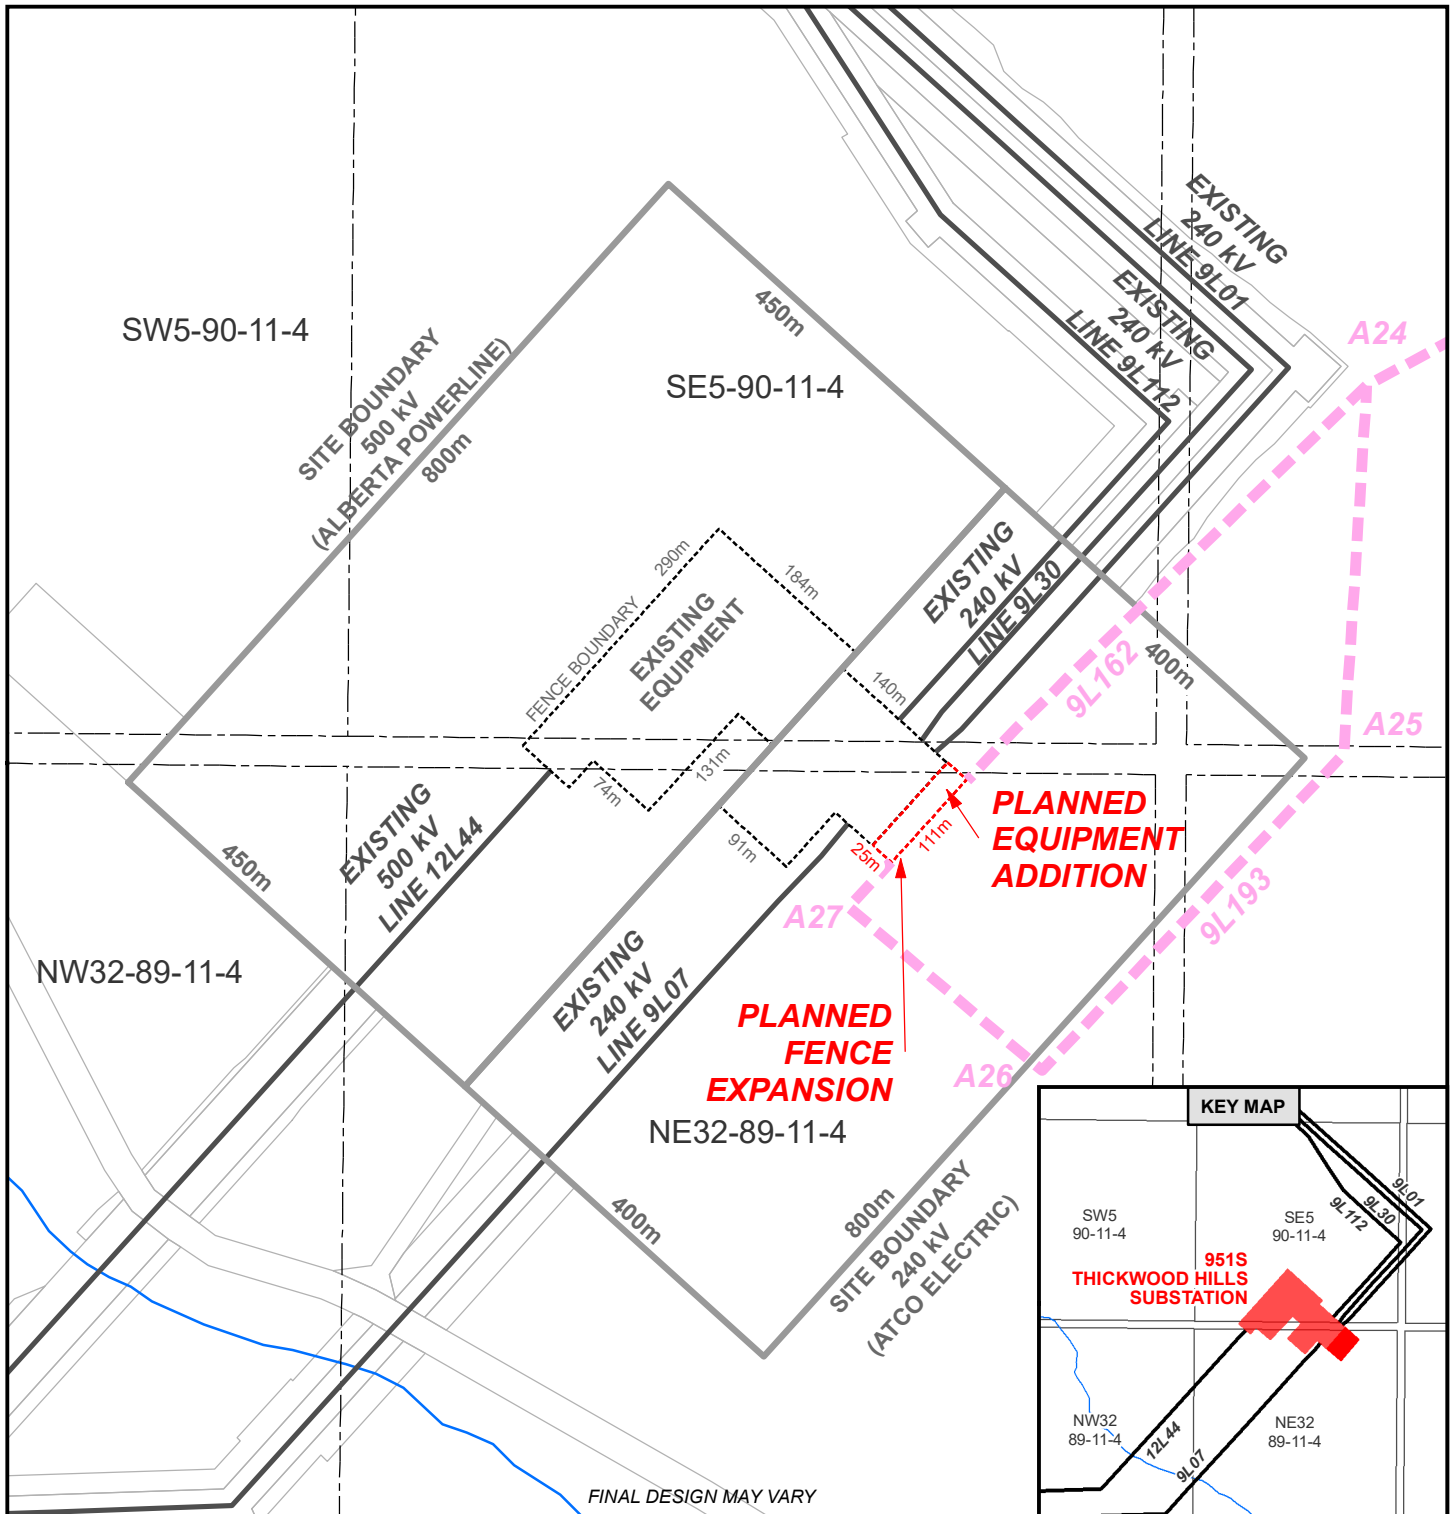 EXISTING
240 kV
LINE 9L01
EXISTING
240 kV
LINE 9L112
A24
450m
SW5-90-11-4
SE5-90-11-4
SITE BOUNDARY
500 kV
(ALBERTA POWERLINE)
800m
290m
184m
FENCE BOUNDARY
EXISTING
EQUIPMENT
EXISTING
240 kV
LINE 9L30
140m
9L162
400m
A25
131m
74m
91m
25m
111m
PLANNED
EQUIPMENT
ADDITION
EXISTING
500 kV
LINE 12L44
450m
A27
9L193
NW32-89-11-4
EXISTING
240 kV
LINE 9L07
PLANNED
FENCE
EXPANSION
A26
NE32-89-11-4
400m
800m
SITE BOUNDARY
240 kV
(ATCO ELECTRIC)
FINAL DESIGN MAY VARY
KEY MAP
9L01
9L30
9L112
SW5
90-11-4
SE5
90-11-4
951S
THICKWOOD HILLS
SUBSTATION
NW32
89-11-4
NE32
89-11-4
12L44
9L07